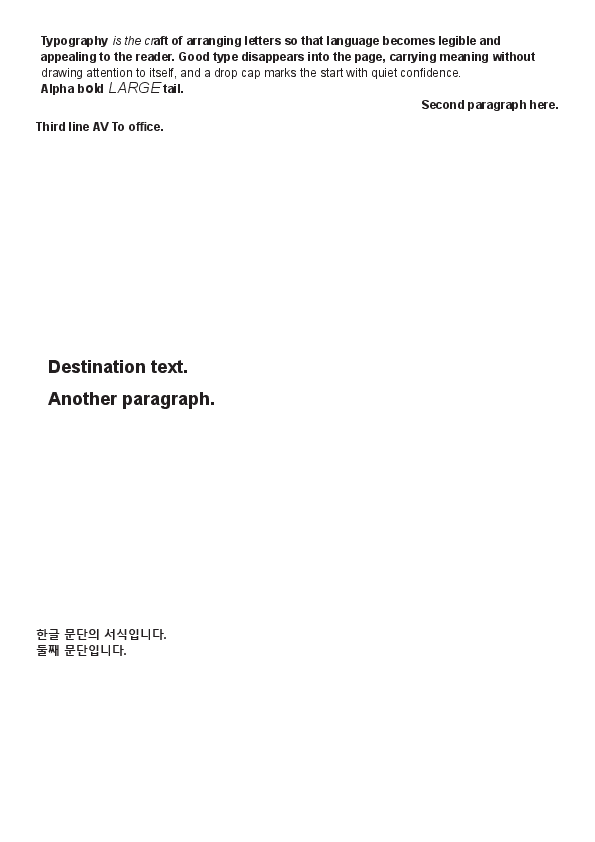 Typography is the craft of arranging letters so that language becomes legible and
appealing to the reader. Good type disappears into the page, carrying meaning without
drawing attention to itself, and a drop cap marks the start with quiet confidence.
Alpha bold LARGE tail.
Second paragraph here.
Third line AV To office.
Destination text.
Another paragraph.
한글 문단의 서식입니다.
둘째 문단입니다.